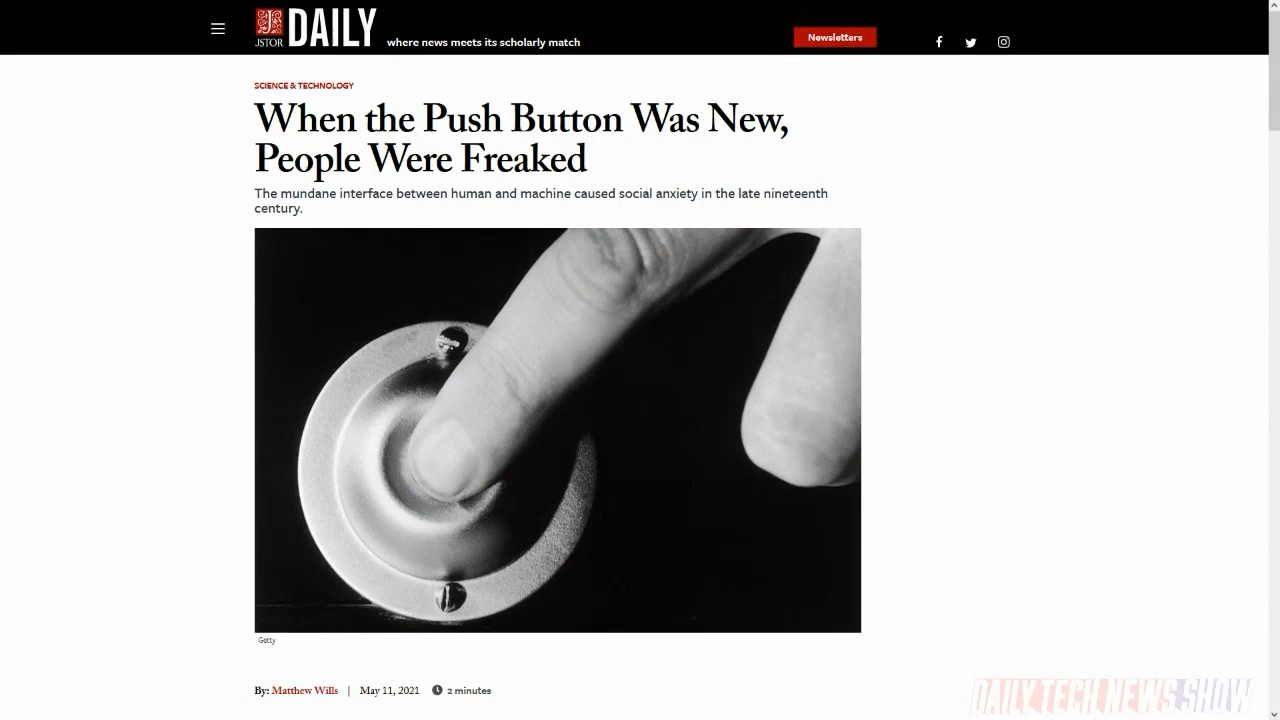 JSTOR
DAILY
where news meets its scholarly match
Newsletters
SCIENCE & TECHNOLOGY
When the Push Button Was New,
People Were Freaked
The mundane interface between human and machine caused social anxiety in the late nineteenth
century.
Getty
By: Matthew Wills | May 11, 2021 2 minutes
DAILY TECH NEWS SHOW